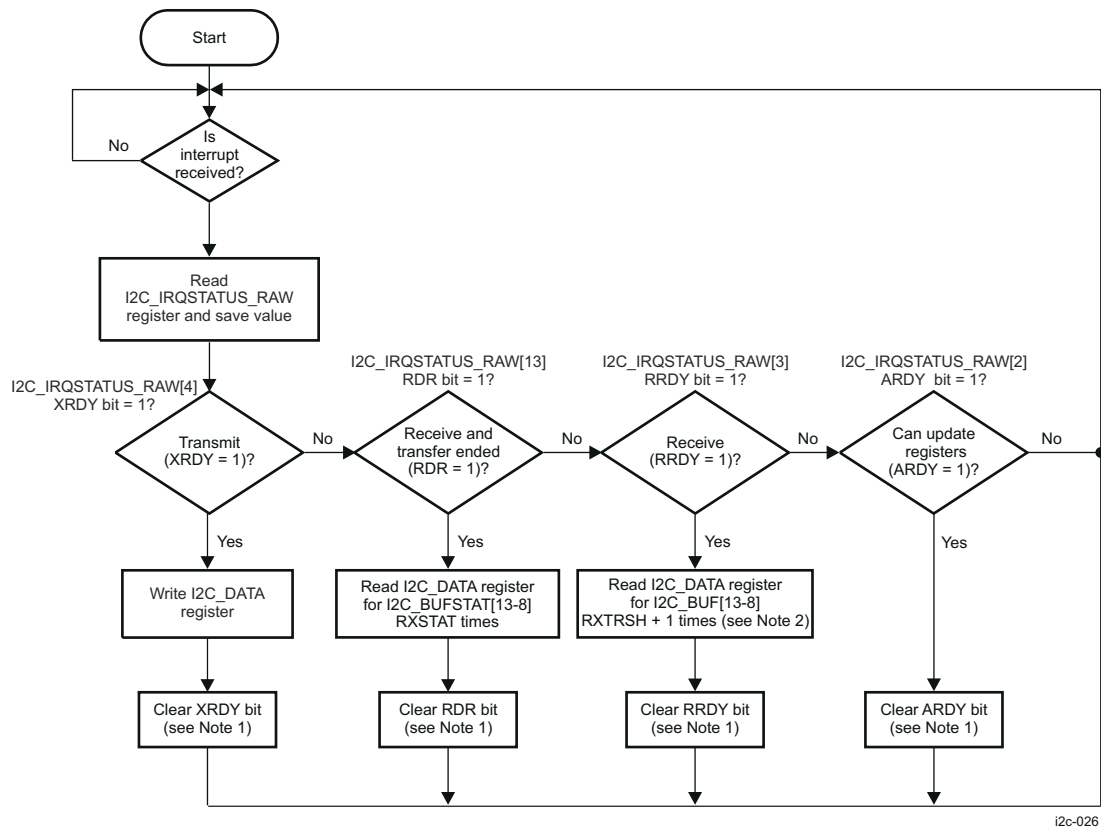 Start
No
Is
interrupt
received?
Read
I2C_IRQSTATUS_RAW
register and save value
I2C_IRQSTATUS_RAW[4]
XRDY bit = 1?
I2C_IRQSTATUS_RAW[13]
RDR bit = 1?
I2C_IRQSTATUS_RAW[3]
RRDY bit = 1?
I2C_IRQSTATUS_RAW[2]
ARDY bit = 1?
Transmit
(XRDY = 1)?
No
Receive and
transfer ended
(RDR = 1)?
No
Receive
(RRDY = 1)?
No
Can update
registers
(ARDY = 1)?
No
Yes
Yes
Yes
Yes
Write I2C_DATA
register
Read I2C_DATA register
for I2C_BUFSTAT[13-8]
RXSTAT times
Read I2C_DATA register
for I2C_BUF[13-8]
RXTRSH + 1 times (see Note 2)
Clear XRDY bit
(see Note 1)
Clear RDR bit
(see Note 1)
Clear RRDY bit
(see Note 1)
Clear ARDY bit
(see Note 1)
i2c-026